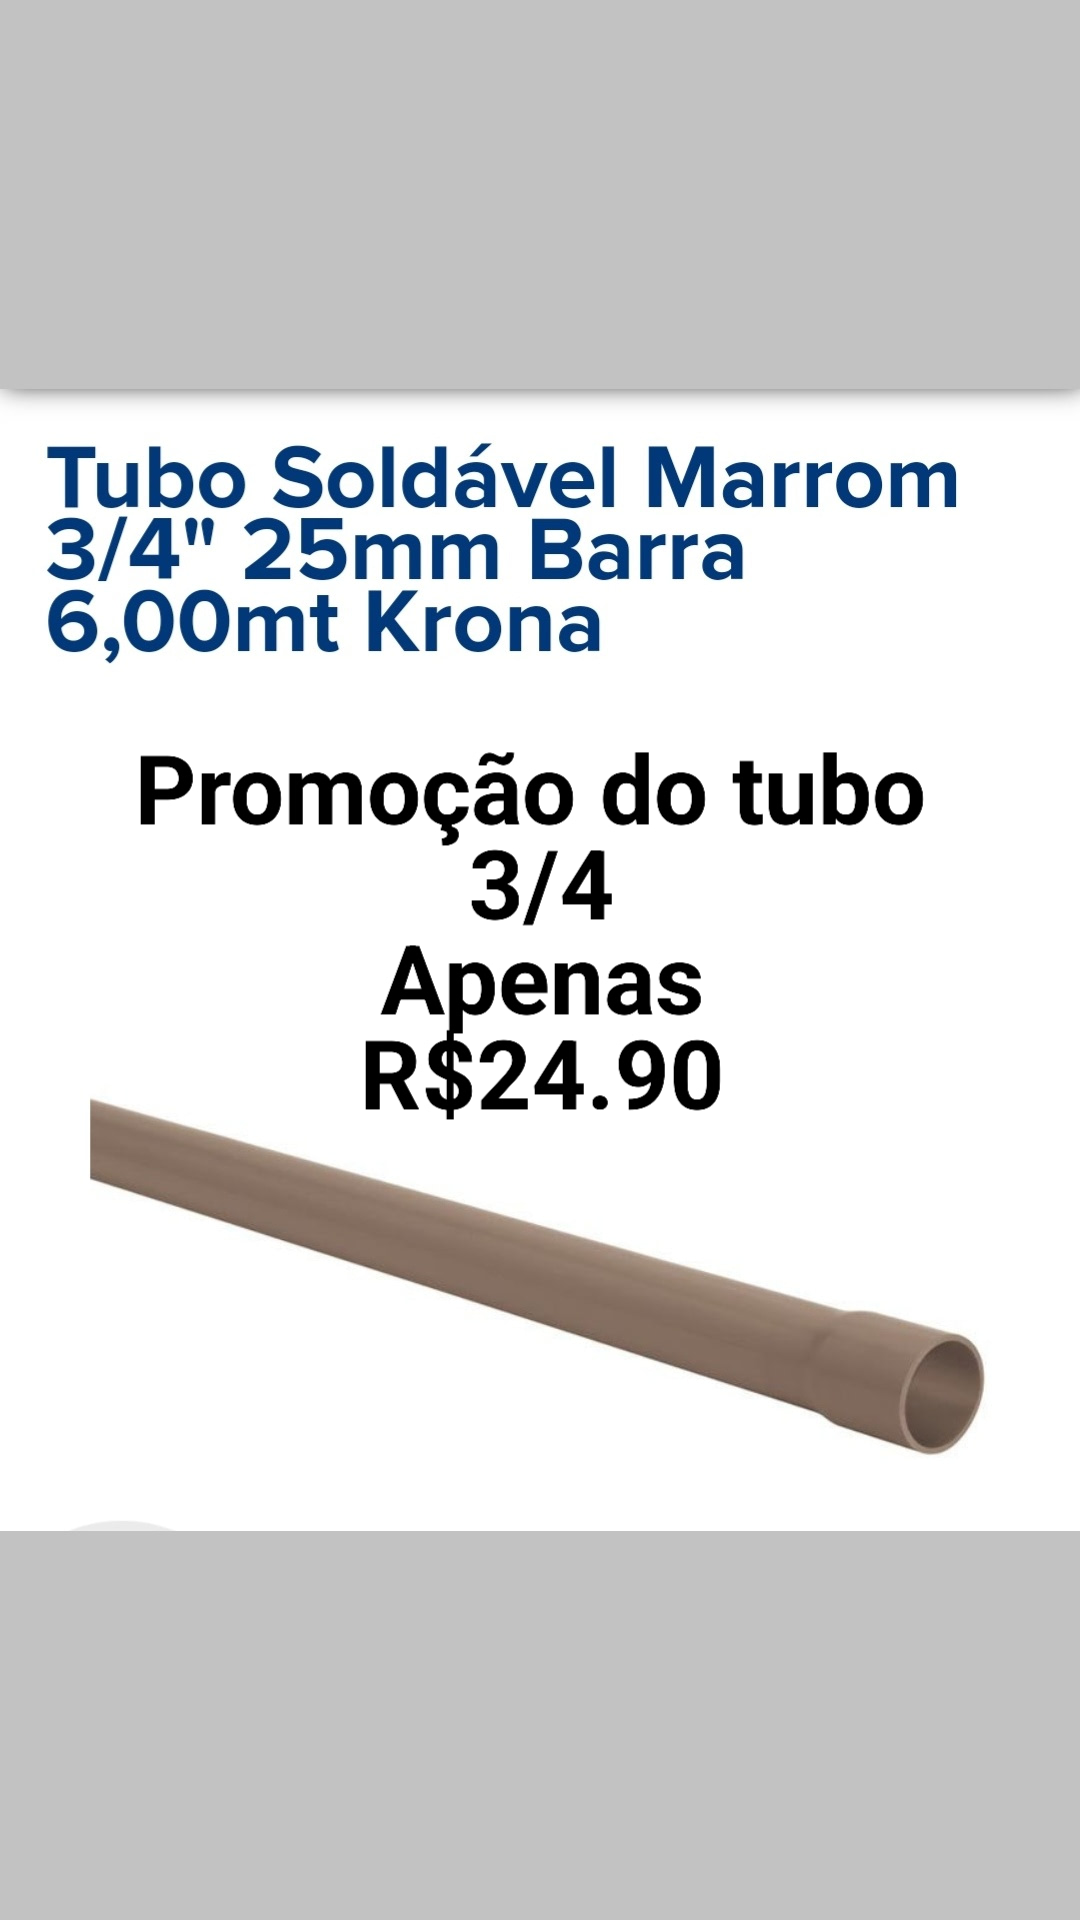 Tubo Soldável Marrom
3/4" 25mm Barra
6,00mt Krona
Promoção do tubo
3/4
Apenas
R$24.90